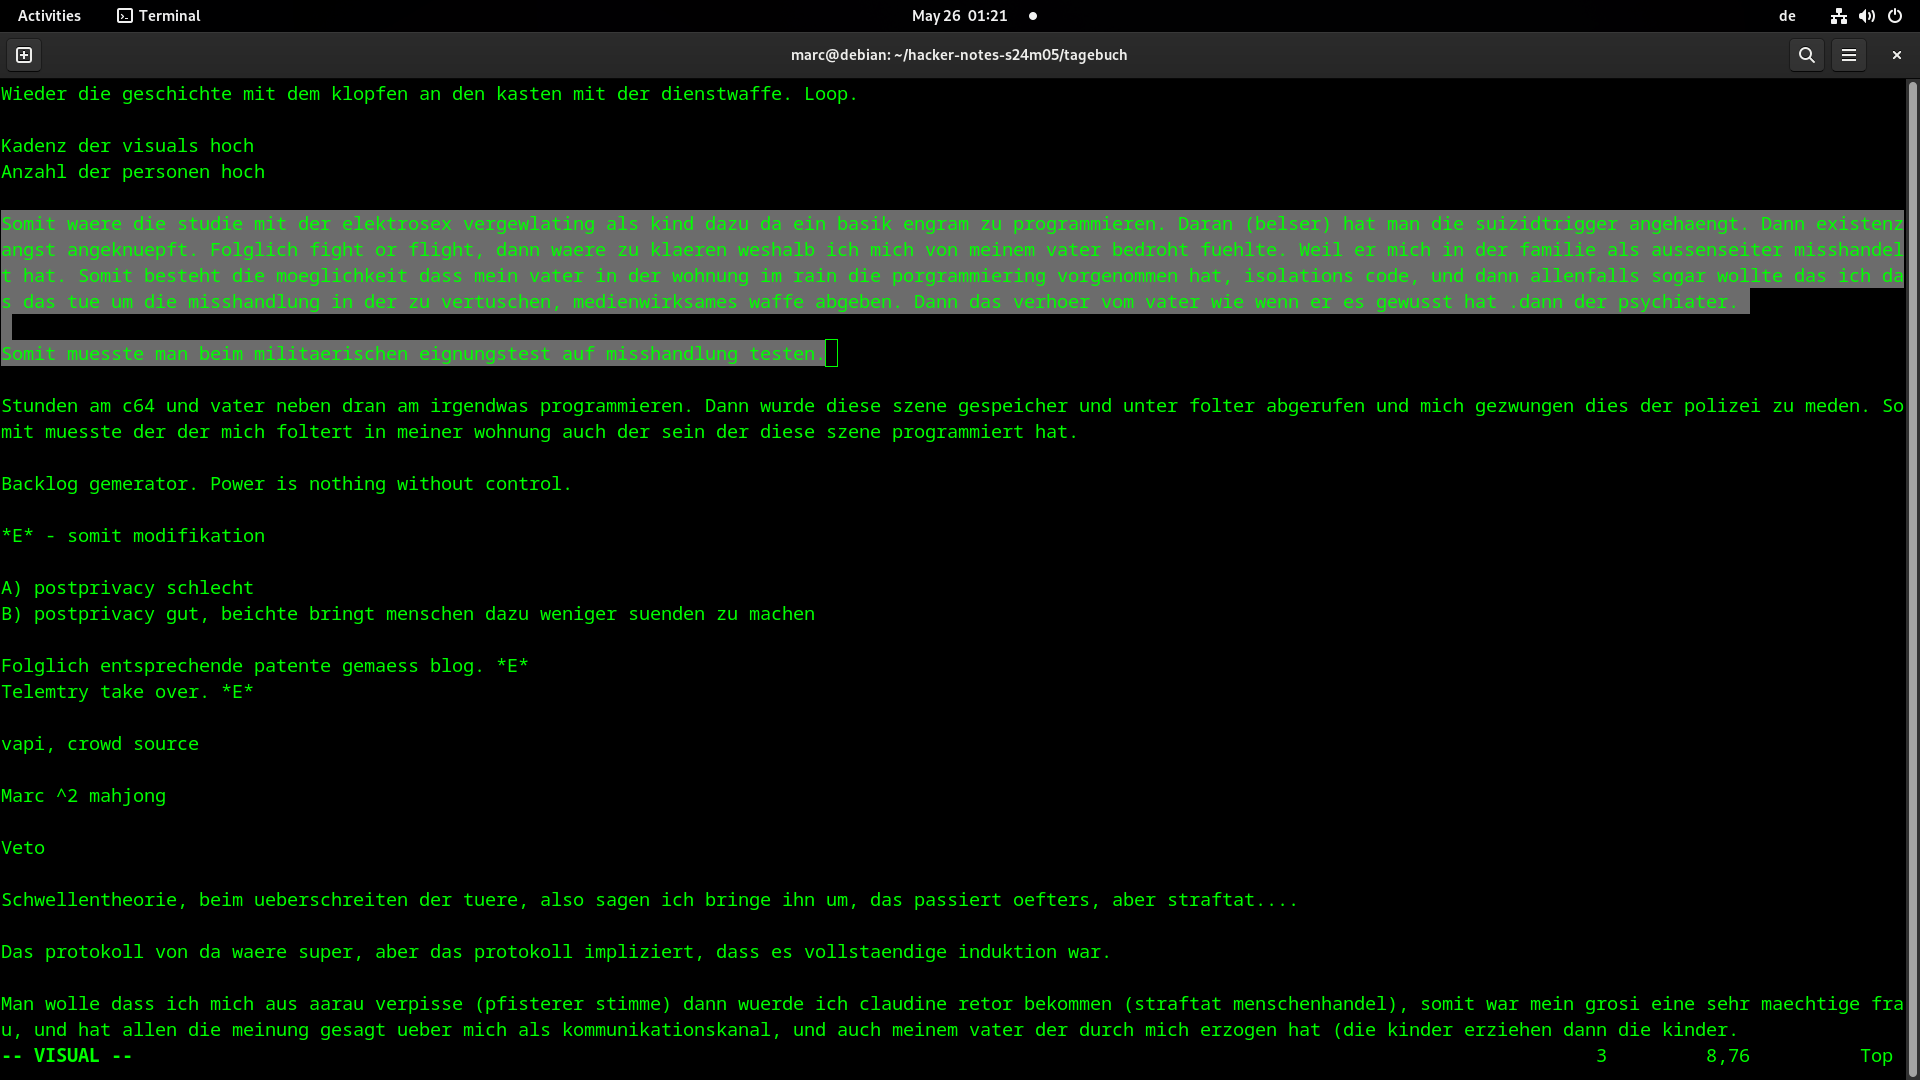 Activities
Terminal
May 26 01:21
de
marc@debian: ~/hacker-notes-s24m05/tagebuch
Wieder die geschichte mit dem klopfen an den kasten mit der dienstwaffe. Loop.
Kadenz der visuals hoch
Anzahl der personen hoch
Somit waere die studie mit der elektrosex vergewlating als kind dazu da ein basik engram zu programmieren. Daran (belser) hat man die suizidtrigger angehaengt. Dann existenz
angst angeknuepft. Folglich fight or flight, dann waere zu klaeren weshalb ich mich von meinem vater bedroht fuehlte. Weil er mich in der familie als aussenseiter misshandel
t hat. Somit besteht die moeglichkeit dass mein vater in der wohnung im rain die porgrammiering vorgenommen hat, isolations code, und dann allenfalls sogar wollte das ich da
s das tue um die misshandlung in der zu vertuschen, medienwirksames waffe abgeben. Dann das verhoer vom vater wie wenn er es gewusst hat .dann der psychiater.
Somit muesste man beim militaerischen eignungstest auf misshandlung testen.
Stunden am c64 und vater neben dran am irgendwas programmieren. Dann wurde diese szene gespeicher und unter folter abgerufen und mich gezwungen dies der polizei zu meden. So
mit muesste der der mich foltert in meiner wohnung auch der sein der diese szene programmiert hat.
Backlog gemerator. Power is nothing without control.
*E* - somit modifikation
A) postprivacy schlecht
B) postprivacy gut, beichte bringt menschen dazu weniger suenden zu machen
Folglich entsprechende patente gemaess blog. *E*
Telemtry take over. *E*
vapi, crowd source
Marc ^2 mahjong
Veto
Schwellentheorie, beim ueberschreiten der tuere, also sagen ich bringe ihn um, das passiert oefters, aber straftat....
Das protokoll von da waere super, aber das protokoll impliziert, dass es vollstaendige induktion war.
Man wolle dass ich mich aus aarau verpisse (pfisterer stimme) dann wuerde ich claudine retor bekommen (straftat menschenhandel), somit war mein grosi eine sehr maechtige fra
u, und hat allen die meinung gesagt ueber mich als kommunikationskanal, und auch meinem vater der durch mich erzogen hat (die kinder erziehen dann die kinder.
-- VISUAL --
3
8,76
Top